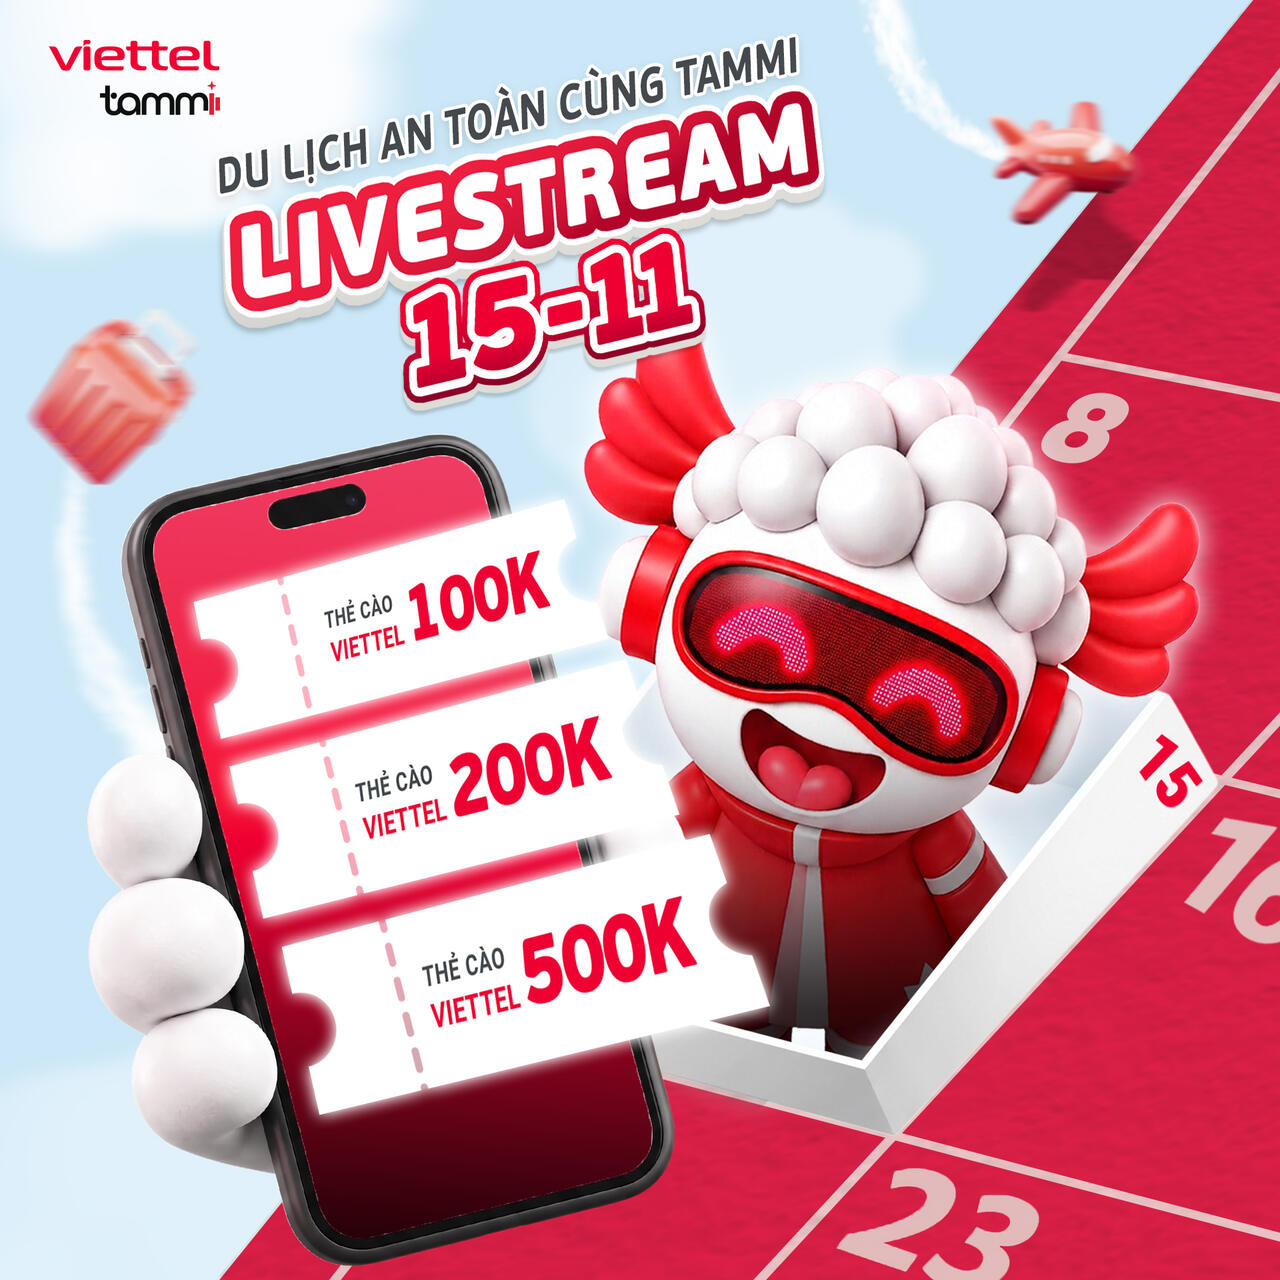 viettel
tammi
DU LỊCH AN TOÀN CÙNG TAMMI
LIVESTREAM
15-11
THẺ CÀO
VIETTEL 100K
THẺ CÀO
VIETTEL 200K
THẺ CÀO
VIETTEL 500K
8
15
16
23